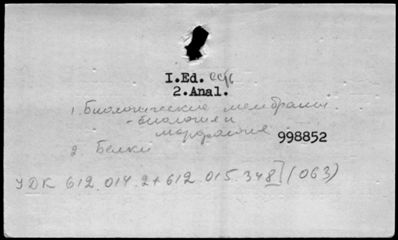 I.Ed.
2.Anal.
1. Биологические мембраны
- биология и
морфология
998852
2 Белки
УДК 612.014.2+612.015.348](063)